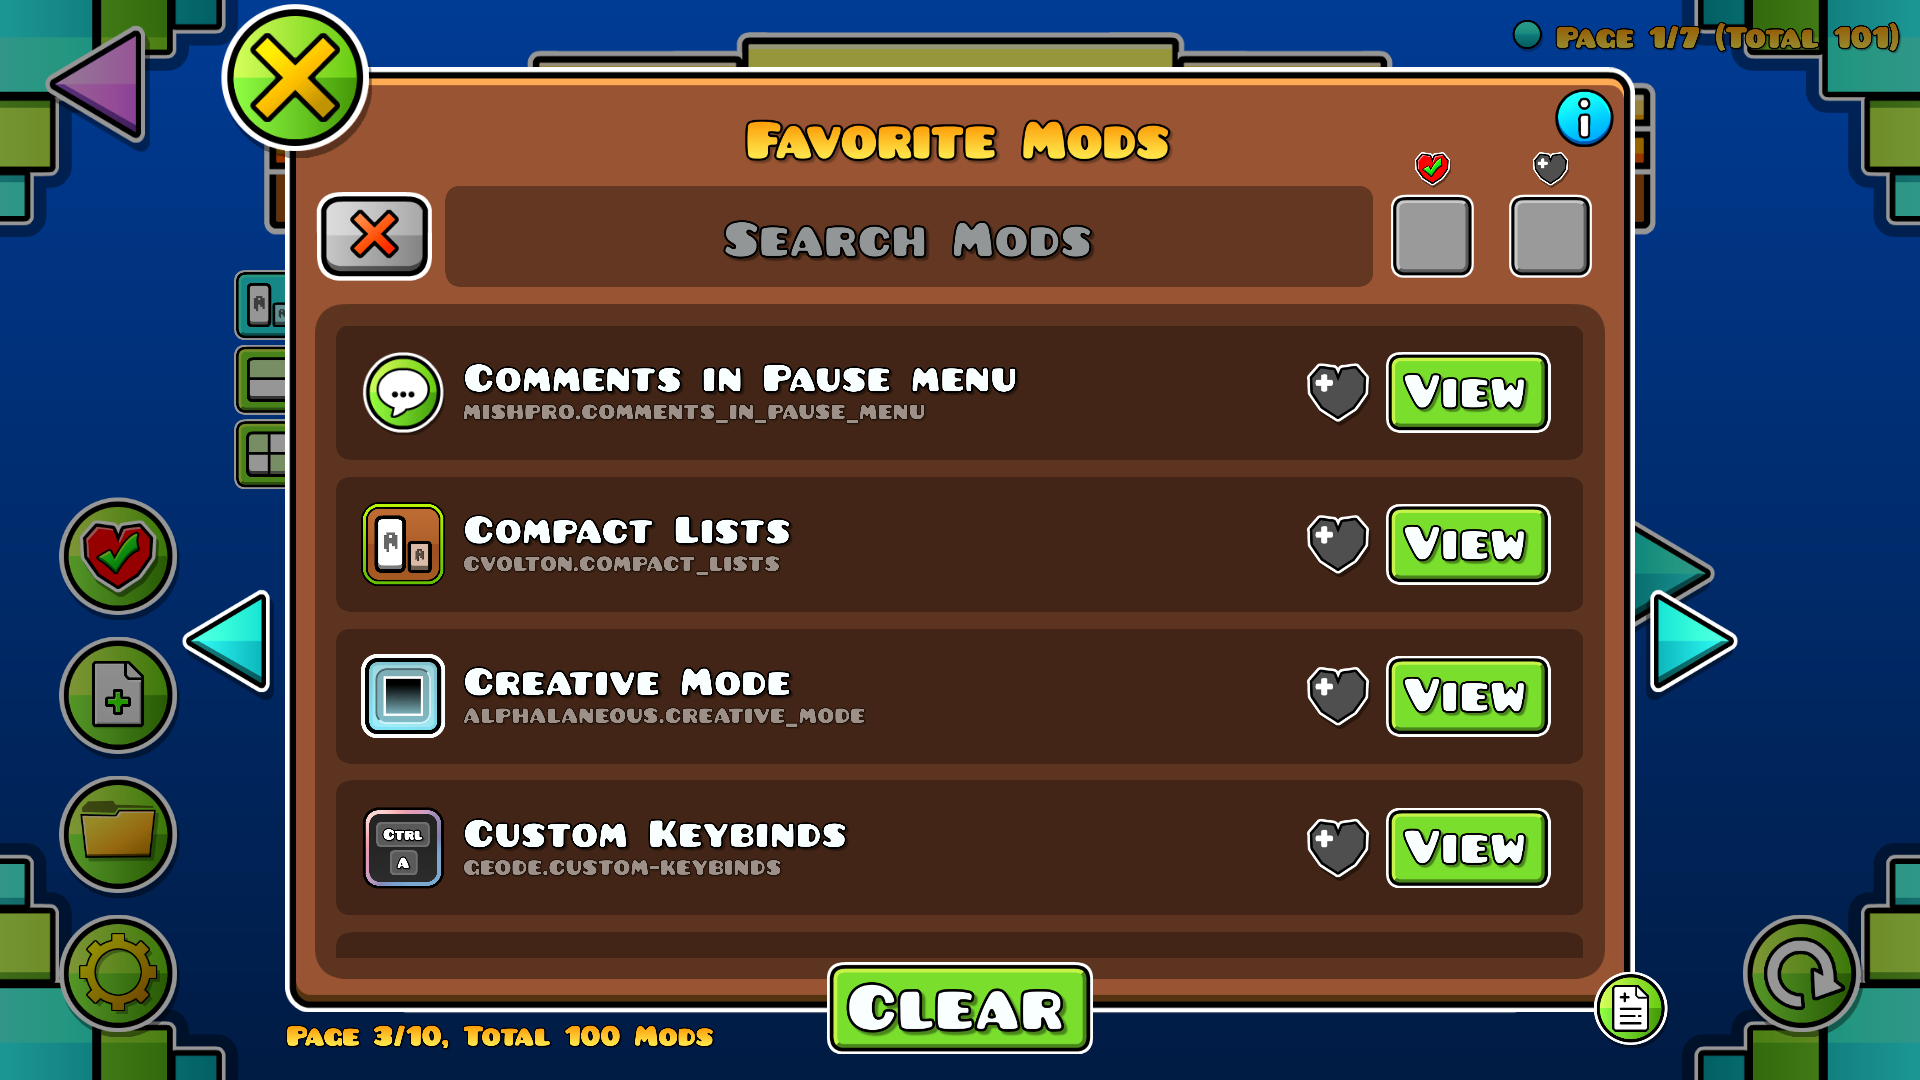 Page 1/7 (Total 101)
Favorite Mods
Search Mods
Comments in Pause menu
mishpro.comments_in_pause_menu
View
Compact Lists
cvolton.compact_lists
View
Creative Mode
alphalaneous.creative_mode
View
Ctrl
A
Custom Keybinds
geode.custom-keybinds
View
Clear
Page 3/10, Total 100 Mods